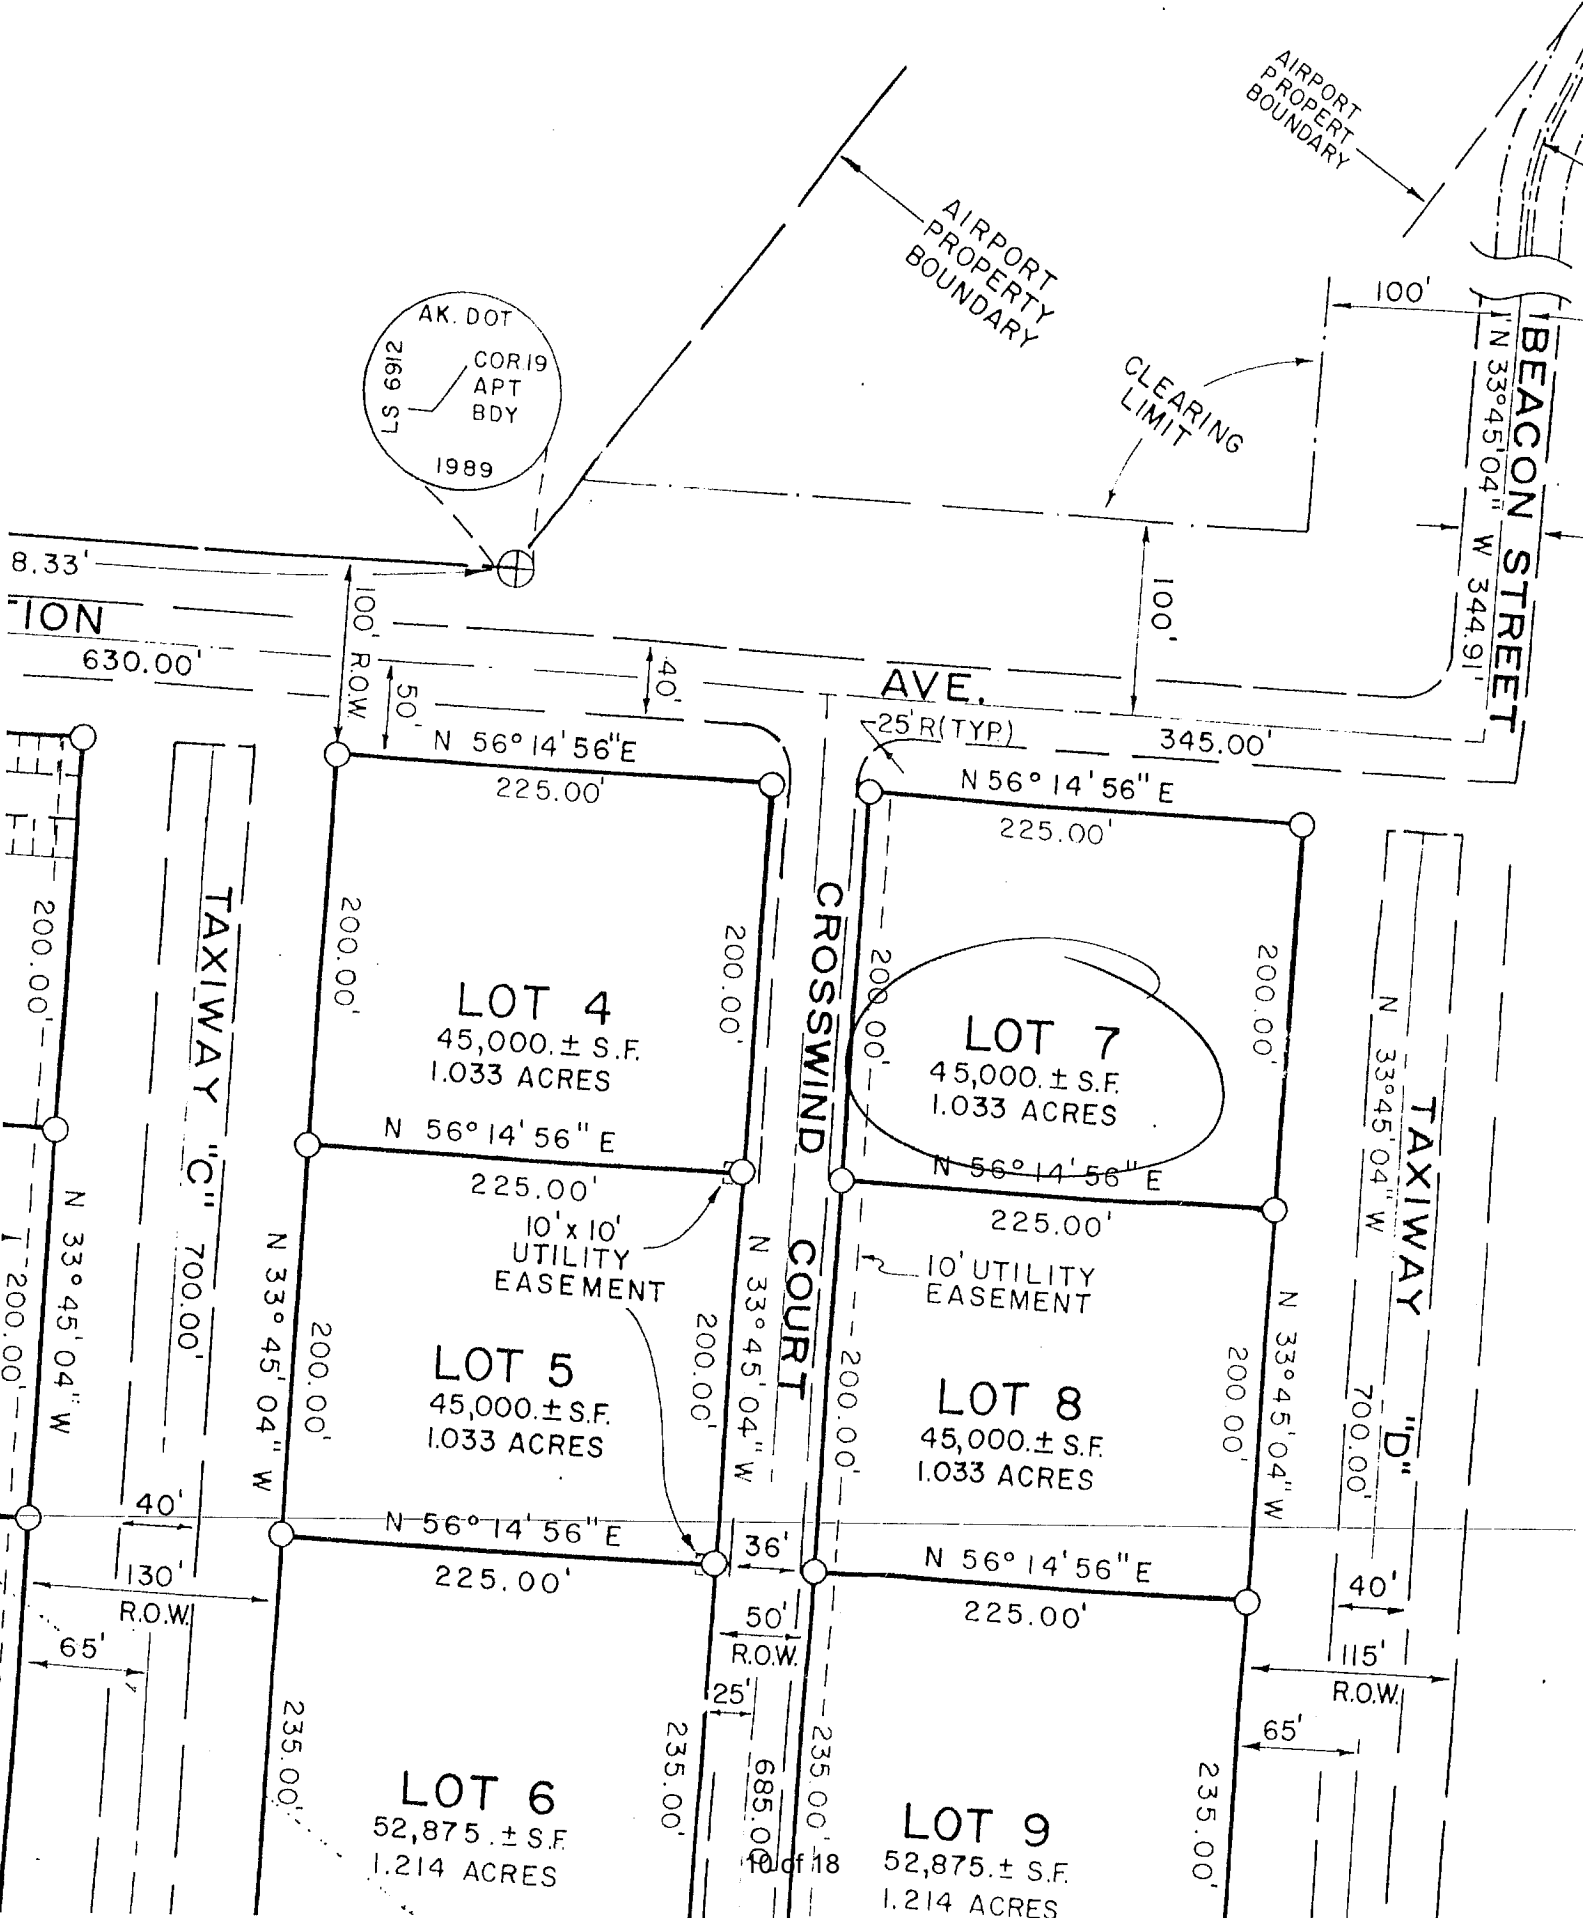 AIRPORT
PROPERT
BOUNDARY
AIRPORT
PROPERTY
BOUNDARY
AK. DOT
LS 6912
COR.19
APT
BDY
1989
CLEARING
LIMIT
100'
BEACON STREET
N 33°45'04" W 344.91'
8.33'
TION
630.00'
100' R.O.W.
50'
40'
100'
AVE.
25'R(TYP.)
345.00'
N 56°14'56"E
225.00'
N 56°14'56" E
225.00'
200.00'
TAXIWAY "C"
700.00'
200.00'
LOT 4
45,000.± S.F.
1.033 ACRES
200.00'
CROSSWIND COURT
200.00'
LOT 7
45,000.± S.F.
1.033 ACRES
200.00'
N 33°45'04" W
700.00'
TAXIWAY "D"
N 56°14'56" E
225.00'
N 56°14'56" E
225.00'
10' x 10'
UTILITY
EASEMENT
10' UTILITY
EASEMENT
N 33°45'04" W
200.00'
N 33°45'04" W
200.00'
LOT 5
45,000.± S.F.
1.033 ACRES
200.00'
N 33°45'04" W
200.00'
LOT 8
45,000.± S.F.
1.033 ACRES
200.00'
N 33°45'04" W
40'
N 56°14'56" E
225.00'
36'
N 56°14'56" E
225.00'
40'
130'
R.O.W.
50'
R.O.W.
115'
R.O.W.
65'
25'
65'
235.00'
LOT 6
52,875.± S.F.
1.214 ACRES
235.00'
685.00'
235.00'
LOT 9
52,875.± S.F.
1.214 ACRES
235.00'
10 of 18